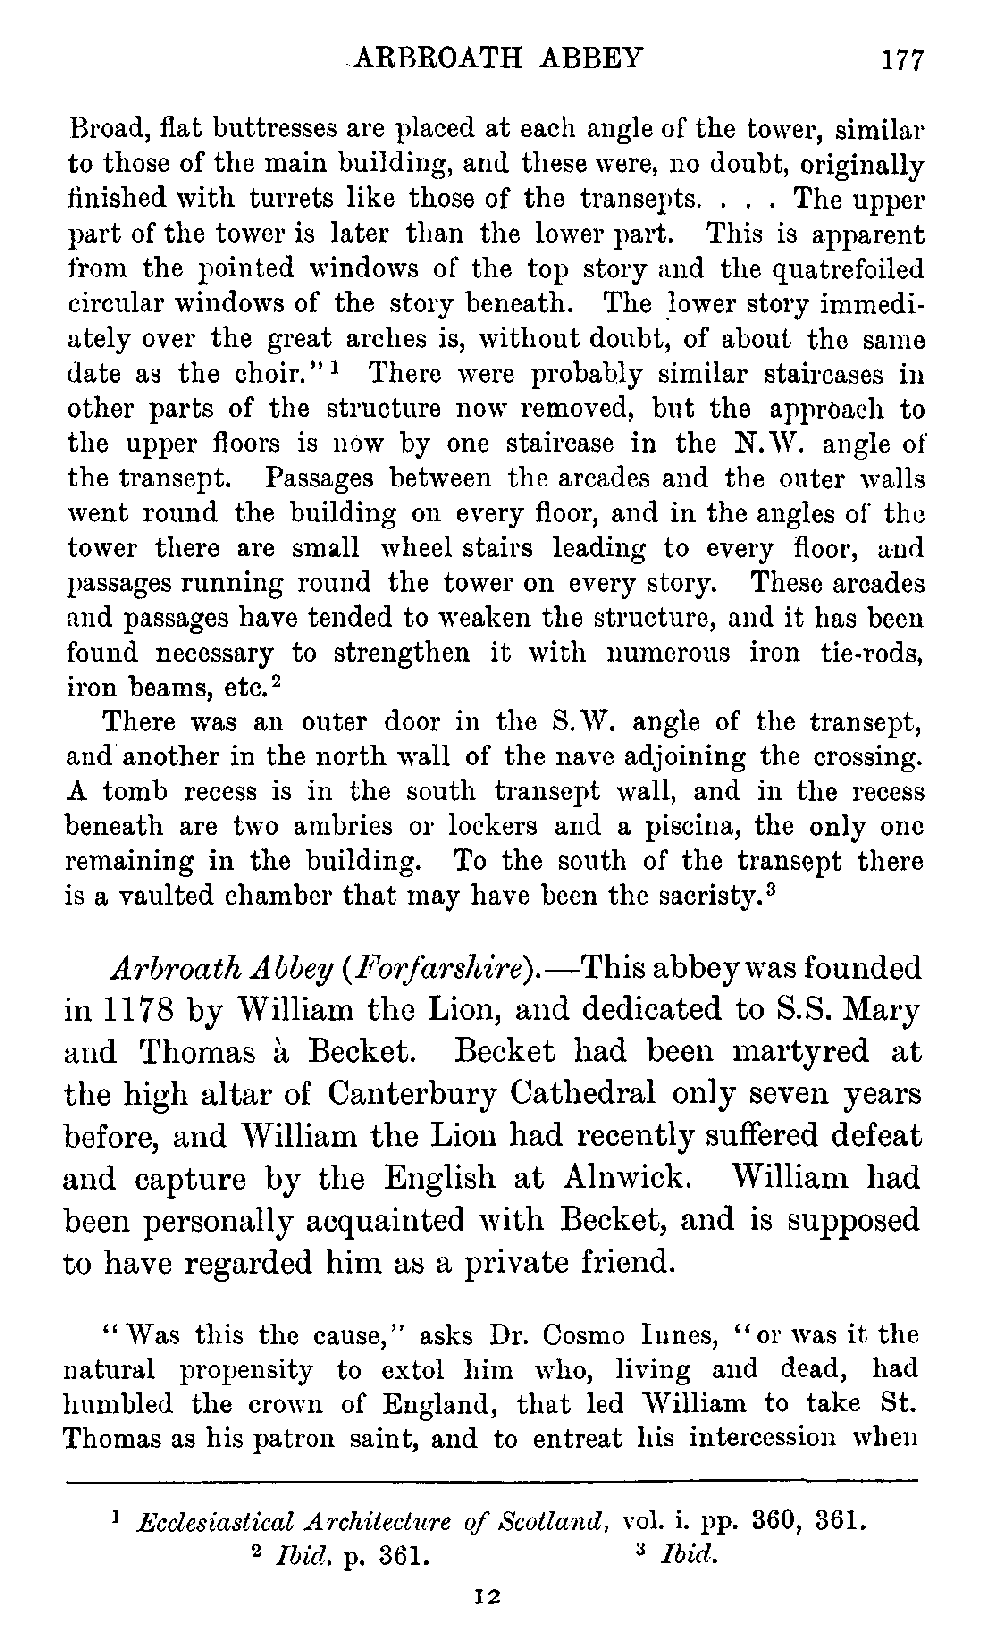 ARBROATH ABBEY 177
Broad, flat buttresses are placed at each angle of the tower, similar
to those of the main building, and these were, no doubt, originally
finished with turrets like those of the transepts. . . . The upper
part of the tower is later than the lower part. This is apparent
from the pointed windows of the top story and the quatrefoiled
circular windows of the story beneath. The lower story immedi-
ately over the great arches is, without doubt, of about the same
date as the choir." 1 There were probably similar staircases in
other parts of the structure now removed, but the approach to
the upper floors is now by one staircase in the N.W. angle of
the transept. Passages between the arcades and the outer walls
went round the building on every floor, and in the angles of the
tower there are small wheel stairs leading to every floor, and
passages running round the tower on every story. These arcades
and passages have tended to weaken the structure, and it has been
found necessary to strengthen it with numerous iron tie-rods,
iron beams, etc.2
There was an outer door in the S.W. angle of the transept,
and another in the north wall of the nave adjoining the crossing.
A tomb recess is in the south transept wall, and in the recess
beneath are two ambries or lockers and a piscina, the only one
remaining in the building. To the south of the transept there
is a vaulted chamber that may have been the sacristy.3
Arbroath Abbey (Forfarshire).—This abbey was founded
in 1178 by William the Lion, and dedicated to S.S. Mary
and Thomas à Becket. Becket had been martyred at
the high altar of Canterbury Cathedral only seven years
before, and William the Lion had recently suffered defeat
and capture by the English at Alnwick. William had
been personally acquainted with Becket, and is supposed
to have regarded him as a private friend.
"Was this the cause," asks Dr. Cosmo Innes, "or was it the
natural propensity to extol him who, living and dead, had
humbled the crown of England, that led William to take St.
Thomas as his patron saint, and to entreat his intercession when
1 Ecclesiastical Architecture of Scotland, vol. i. pp. 360, 361.
2 Ibid. p. 361. 3 Ibid.
12